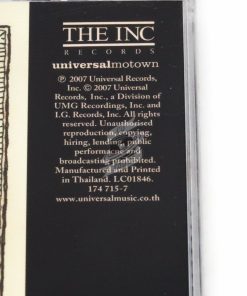 THE INC
RECORDS
universalmotown
℗ 2007 Universal Records,
Inc. © 2007 Universal
Records, Inc., a Division of
UMG Recordings, Inc. and
I.G. Records, Inc. All rights
reserved. Unauthorised
reproduction, copying,
hiring, lending, public
performacne and
broadcasting prohibited.
Manufactured and Printed
in Thailand. LC01846.
174 715-7
www.universalmusic.co.th